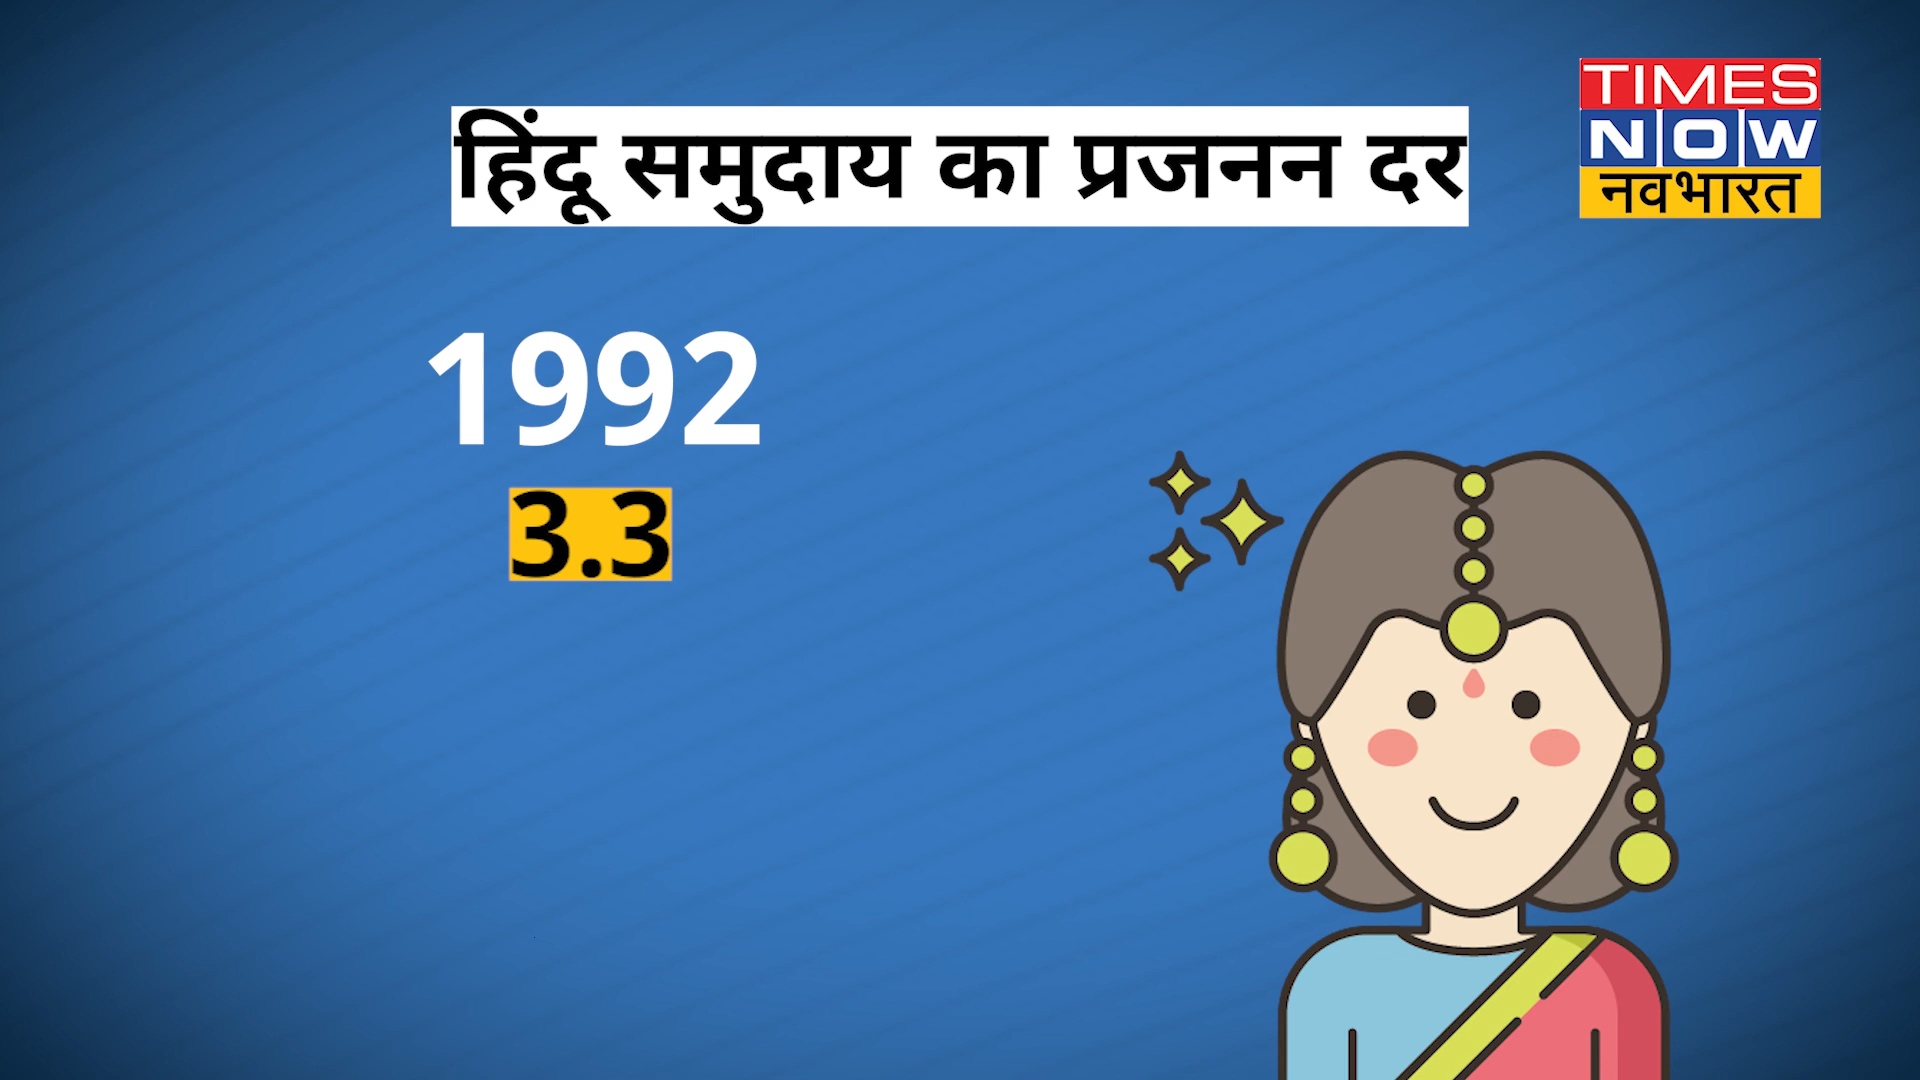 हिंदू समुदाय का प्रजनन दर
TIMES
NOW
नवभारत
1992
3.3